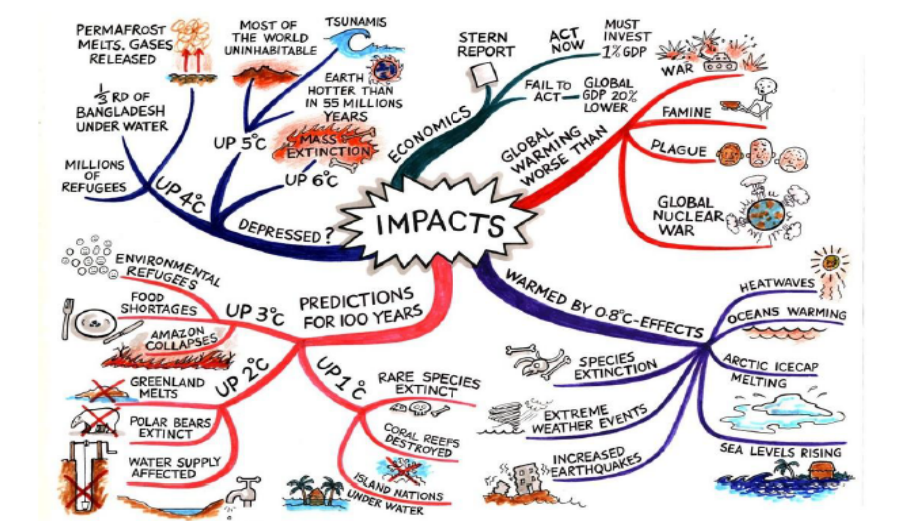 PERMAFROST
MELTS. GASES
RELEASED
MOST OF
THE WORLD
UNINHABITABLE
TSUNAMIS
EARTH
HOTTER THAN
IN 55 MILLIONS
YEARS
1/3 RD OF
BANGLADESH
UNDER WATER
MILLIONS
OF
REFUGEES
UP 4°C
UP 5°C
MASS
EXTINCTION
UP 6°C
DEPRESSED?
STERN
REPORT
ACT
NOW
MUST
INVEST
1% GDP
FAIL TO
ACT
GLOBAL
GDP 20%
LOWER
ECONOMICS
GLOBAL
WARMING
WORSE THAN
WAR
FAMINE
PLAGUE
GLOBAL
NUCLEAR
WAR
IMPACTS
ENVIRONMENTAL
REFUGEES
FOOD
SHORTAGES
AMAZON
COLLAPSES
UP 3°C
PREDICTIONS
FOR 100 YEARS
GREENLAND
MELTS
POLAR BEARS
EXTINCT
WATER SUPPLY
AFFECTED
UP 2°C
UP 1°C
RARE SPECIES
EXTINCT
CORAL REEFS
DESTROYED
ISLAND NATIONS
UNDER WATER
WARMED BY 0·8°C-EFFECTS
SPECIES
EXTINCTION
EXTREME
WEATHER EVENTS
INCREASED
EARTHQUAKES
HEATWAVES
OCEANS WARMING
ARCTIC ICECAP
MELTING
SEA LEVELS RISING